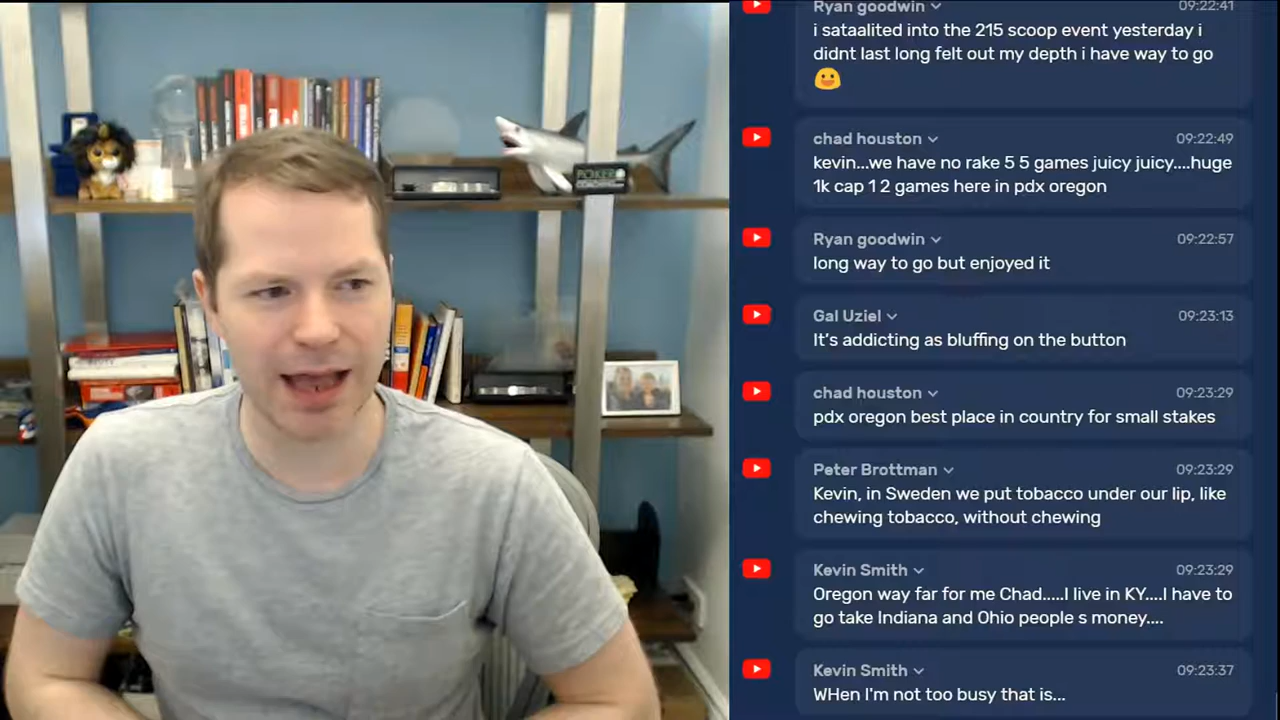 Ryan goodwin 09:22:41
i sataalited into the 215 scoop event yesterday i
didnt last long felt out my depth i have way to go
😀
chad houston 09:22:49
kevin...we have no rake 5 5 games juicy juicy....huge
1k cap 1 2 games here in pdx oregon
Ryan goodwin 09:22:57
long way to go but enjoyed it
Gal Uziel 09:23:13
It's addicting as bluffing on the button
chad houston 09:23:29
pdx oregon best place in country for small stakes
Peter Brottman 09:23:29
Kevin, in Sweden we put tobacco under our lip, like
chewing tobacco, without chewing
Kevin Smith 09:23:29
Oregon way far for me Chad.....I live in KY....I have to
go take Indiana and Ohio people s money....
Kevin Smith 09:23:37
WHen I'm not too busy that is...
POKER
COACHING